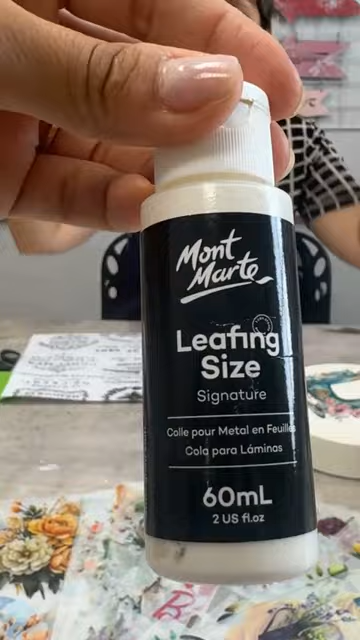 Mont
Marte
Leafing
Size
Signature
Colle pour Metal en Feuilles
Cola para Láminas
60mL
2 US fl.oz